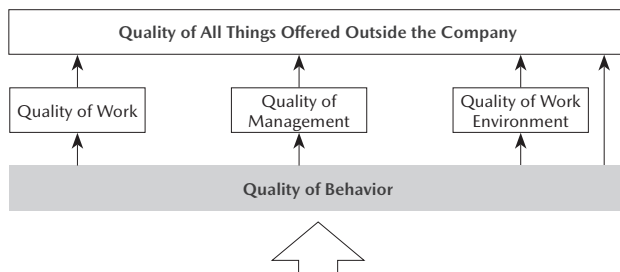 Quality of All Things Offered Outside the Company
Quality of Work
Quality of
Management
Quality of Work
Environment
Quality of Behavior